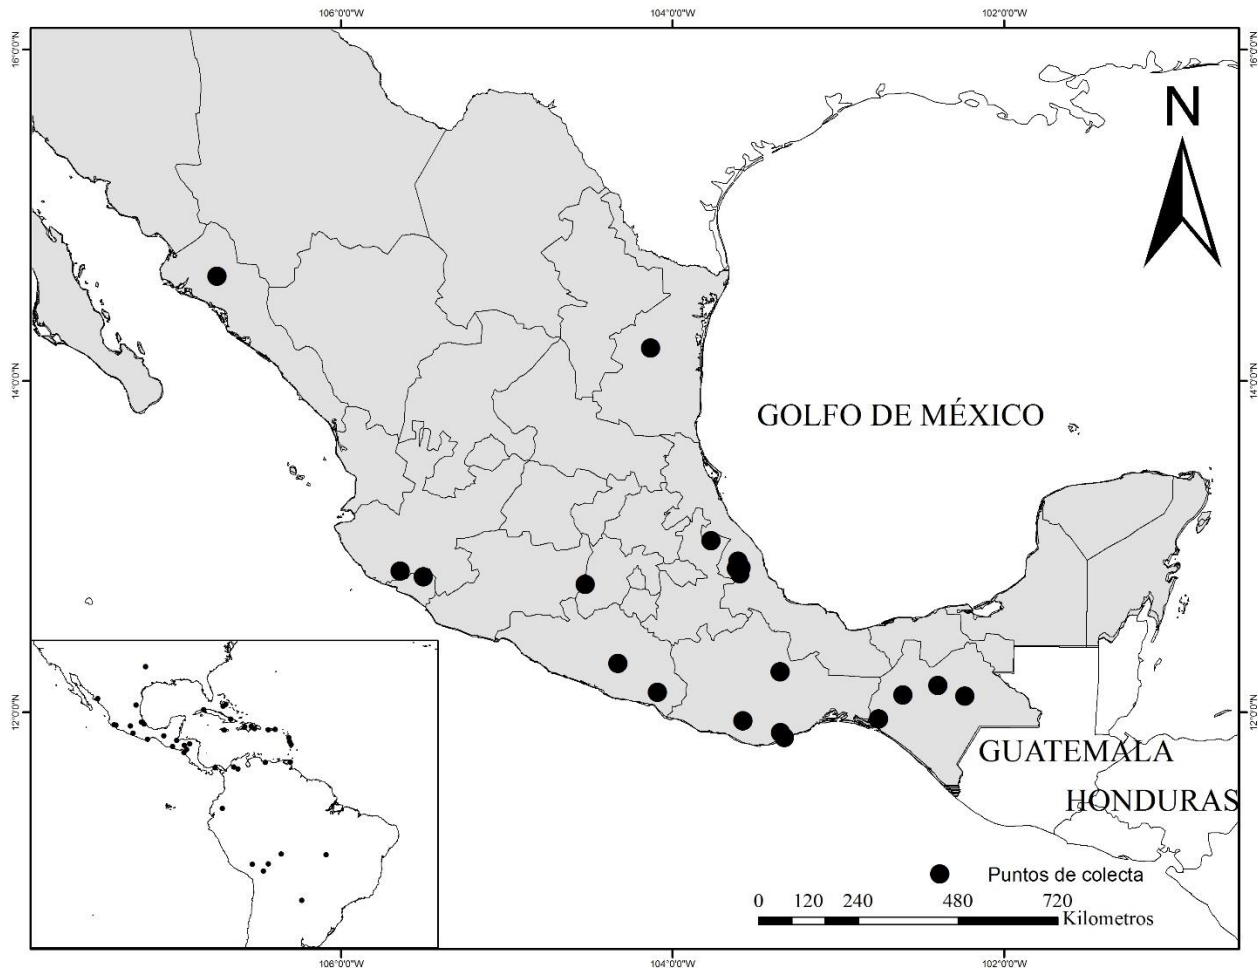 106°0'0"W 104°0'0"W 102°0'0"W
16°0'0"N 16°0'0"N
N
14°0'0"N 14°0'0"N
GOLFO DE MÉXICO
12°0'0"N 12°0'0"N
GUATEMALA
HONDURAS
Puntos de colecta
0 120 240 480 720
Kilometros
106°0'0"W 104°0'0"W 102°0'0"W